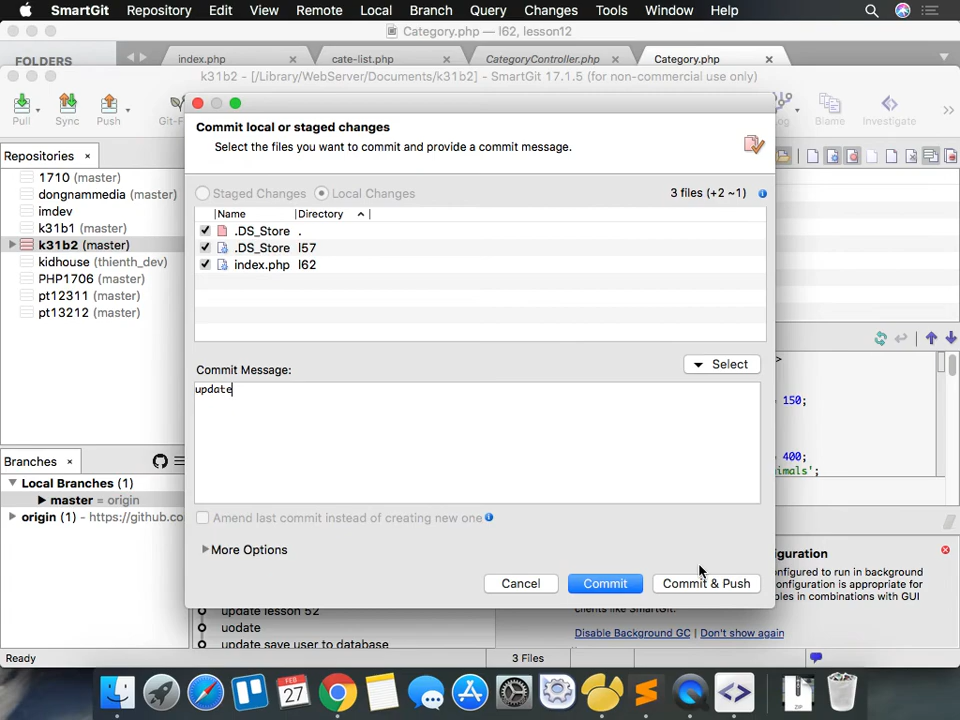 SmartGit Repository Edit View Remote Local Branch Query Changes Tools Window Help
Category.php — l62, lesson12
FOLDERS index.php cate-list.php CategoryController.php Category.php
k31b2 - [/Library/WebServer/Documents/k31b2] - SmartGit 17.1.5 (for non-commercial use only)
Pull Sync Push Git-F Log Blame Investigate
Commit local or staged changes
Select the files you want to commit and provide a commit message.
Repositories
Staged Changes Local Changes 3 files (+2 ~1)
Name Directory
.DS_Store .
.DS_Store l57
index.php l62
1710 (master)
dongnammedia (master)
imdev
k31b1 (master)
k31b2 (master)
kidhouse (thienth_dev)
PHP1706 (master)
pt12311 (master)
pt13212 (master)
Commit Message: Select
update
150;
400;
imals';
Amend last commit instead of creating new one
More Options
Cancel Commit Commit & Push
Branches
Local Branches (1)
master = origin
origin (1) - https://github.co
update lesson 52
uodate
update save user to database
guration
onfigured to run in background
onfiguration is appropriate for
bles in combinations with GUI
clients like SmartGit.
Disable Background GC Don't show again
Ready 3 Files
FEB
27
ZIP